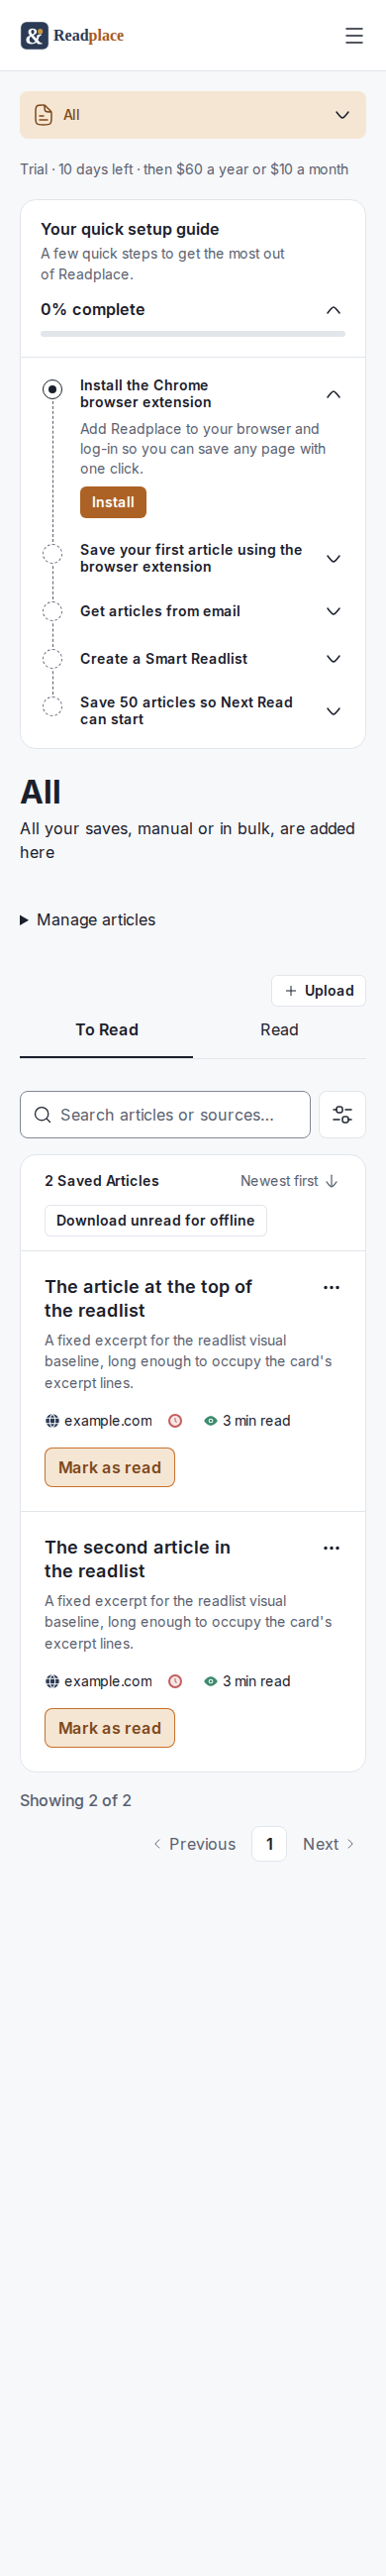 & Readplace
All
Trial · 10 days left · then $60 a year or $10 a month
Your quick setup guide
A few quick steps to get the most out
of Readplace.
0% complete
Install the Chrome
browser extension
Add Readplace to your browser and
log-in so you can save any page with
one click.
Install
Save your first article using the
browser extension
Get articles from email
Create a Smart Readlist
Save 50 articles so Next Read
can start
All
All your saves, manual or in bulk, are added
here
Manage articles
Upload
To Read
Read
Search articles or sources...
2 Saved Articles
Newest first
Download unread for offline
The article at the top of
the readlist
A fixed excerpt for the readlist visual
baseline, long enough to occupy the card's
excerpt lines.
example.com
3 min read
Mark as read
The second article in
the readlist
A fixed excerpt for the readlist visual
baseline, long enough to occupy the card's
excerpt lines.
example.com
3 min read
Mark as read
Showing 2 of 2
Previous
1
Next